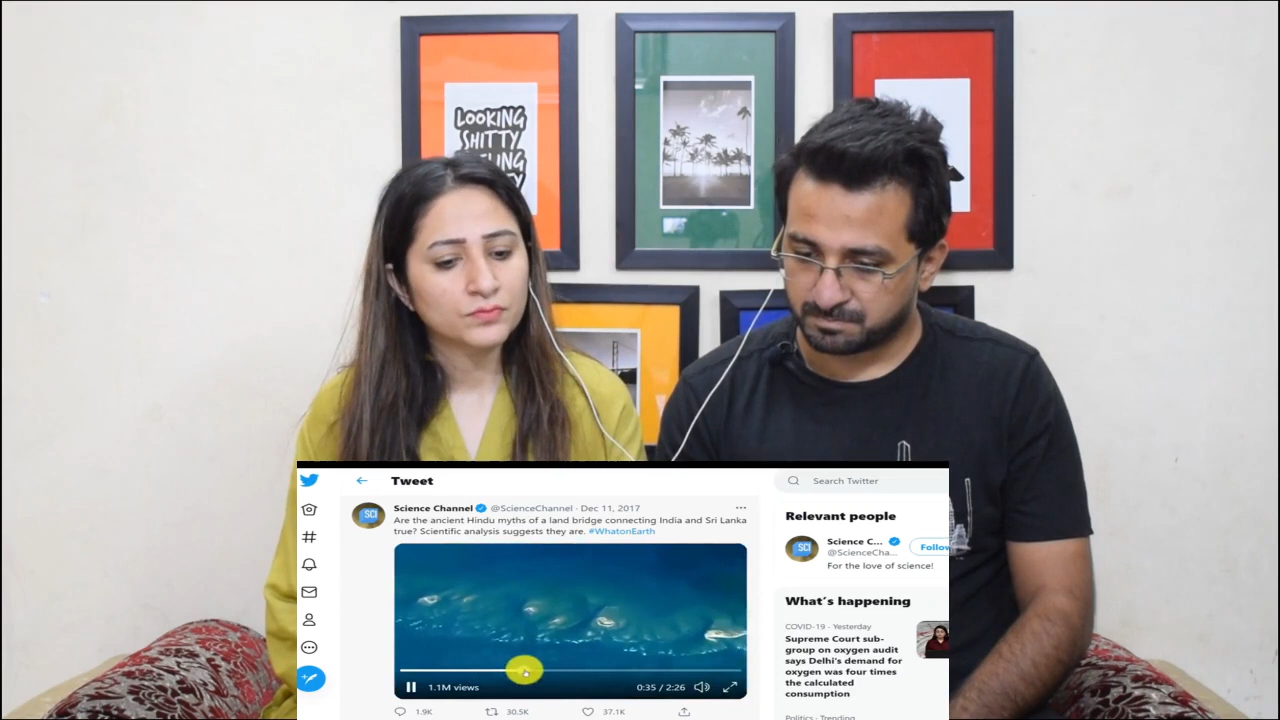 LOOKING
SHITTY
Tweet
Search Twitter
SCI
Science Channel @ScienceChannel · Dec 11, 2017
Are the ancient Hindu myths of a land bridge connecting India and Sri Lanka
true? Scientific analysis suggests they are. #WhatonEarth
1.1M views
0:35 / 2:26
1.9K
30.5K
37.1K
Relevant people
SCI
Science C...
@ScienceCha...
Follow
For the love of science!
What's happening
COVID-19 · Yesterday
Supreme Court sub-
group on oxygen audit
says Delhi's demand for
oxygen was four times
the calculated
consumption
Politics · Trending